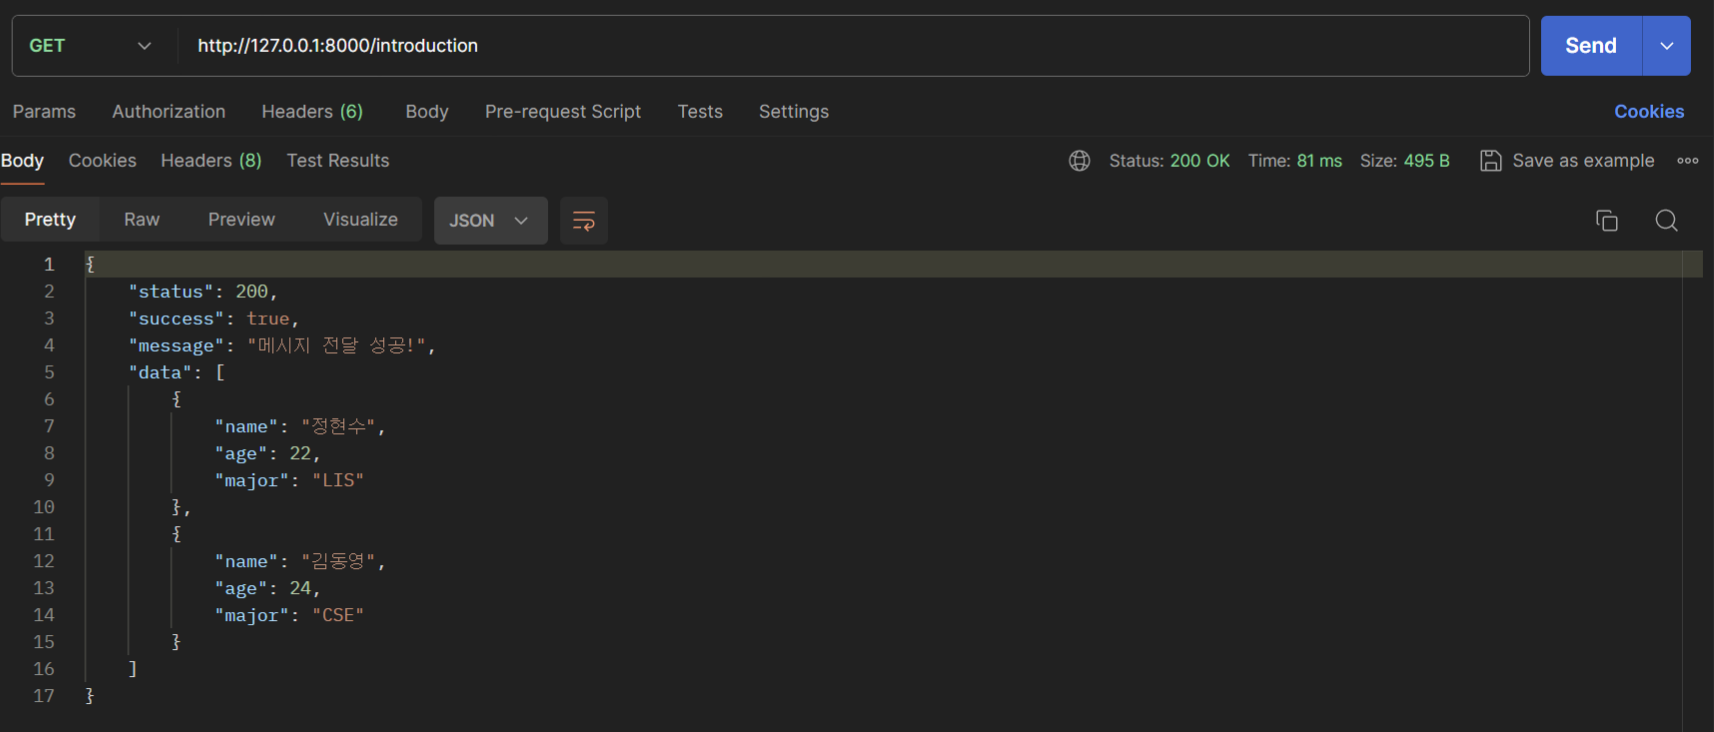 GET http://127.0.0.1:8000/introduction Send
Params Authorization Headers (6) Body Pre-request Script Tests Settings Cookies
Body Cookies Headers (8) Test Results Status: 200 OK Time: 81 ms Size: 495 B Save as example
Pretty Raw Preview Visualize JSON
1 {
2 "status": 200,
3 "success": true,
4 "message": "메시지 전달 성공!",
5 "data": [
6 {
7 "name": "정현수",
8 "age": 22,
9 "major": "LIS"
10 },
11 {
12 "name": "김동영",
13 "age": 24,
14 "major": "CSE"
15 }
16 ]
17 }